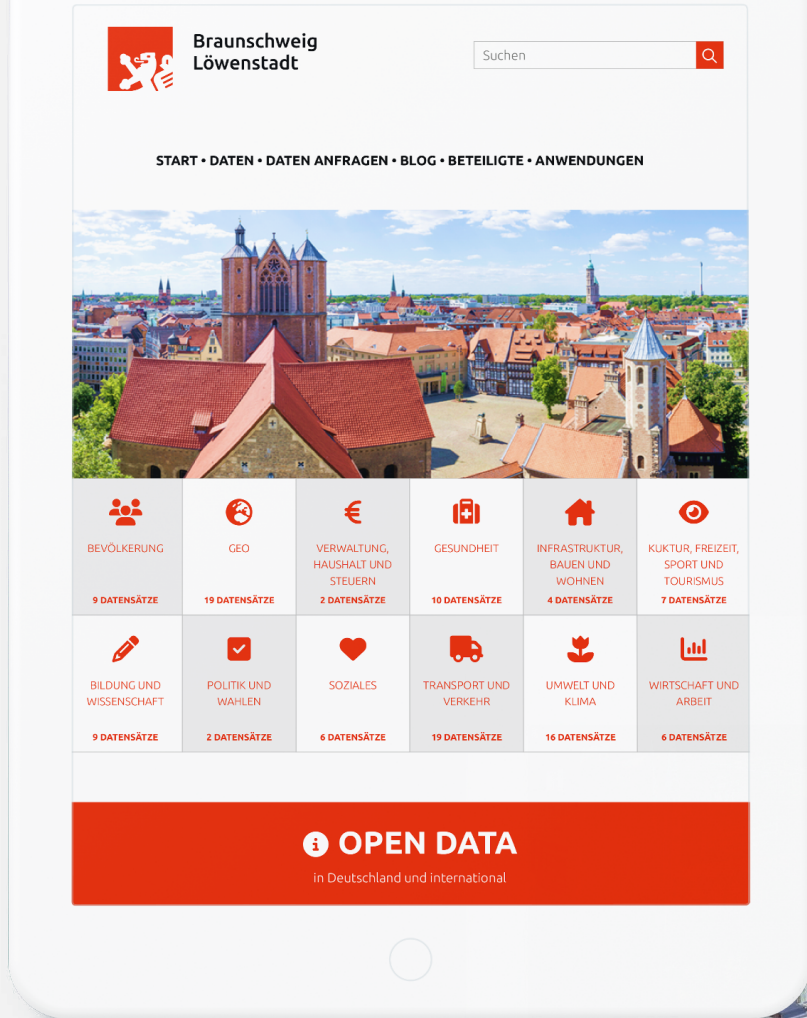 Braunschweig
Löwenstadt
Suchen
START • DATEN • DATEN ANFRAGEN • BLOG • BETEILIGTE • ANWENDUNGEN
BEVÖLKERUNG
9 DATENSÄTZE
GEO
19 DATENSÄTZE
VERWALTUNG,
HAUSHALT UND
STEUERN
2 DATENSÄTZE
GESUNDHEIT
10 DATENSÄTZE
INFRASTRUKTUR,
BAUEN UND
WOHNEN
4 DATENSÄTZE
KUKTUR, FREIZEIT,
SPORT UND
TOURISMUS
7 DATENSÄTZE
BILDUNG UND
WISSENSCHAFT
9 DATENSÄTZE
POLITIK UND
WAHLEN
2 DATENSÄTZE
SOZIALES
6 DATENSÄTZE
TRANSPORT UND
VERKEHR
19 DATENSÄTZE
UMWELT UND
KLIMA
16 DATENSÄTZE
WIRTSCHAFT UND
ARBEIT
6 DATENSÄTZE
OPEN DATA
in Deutschland und international